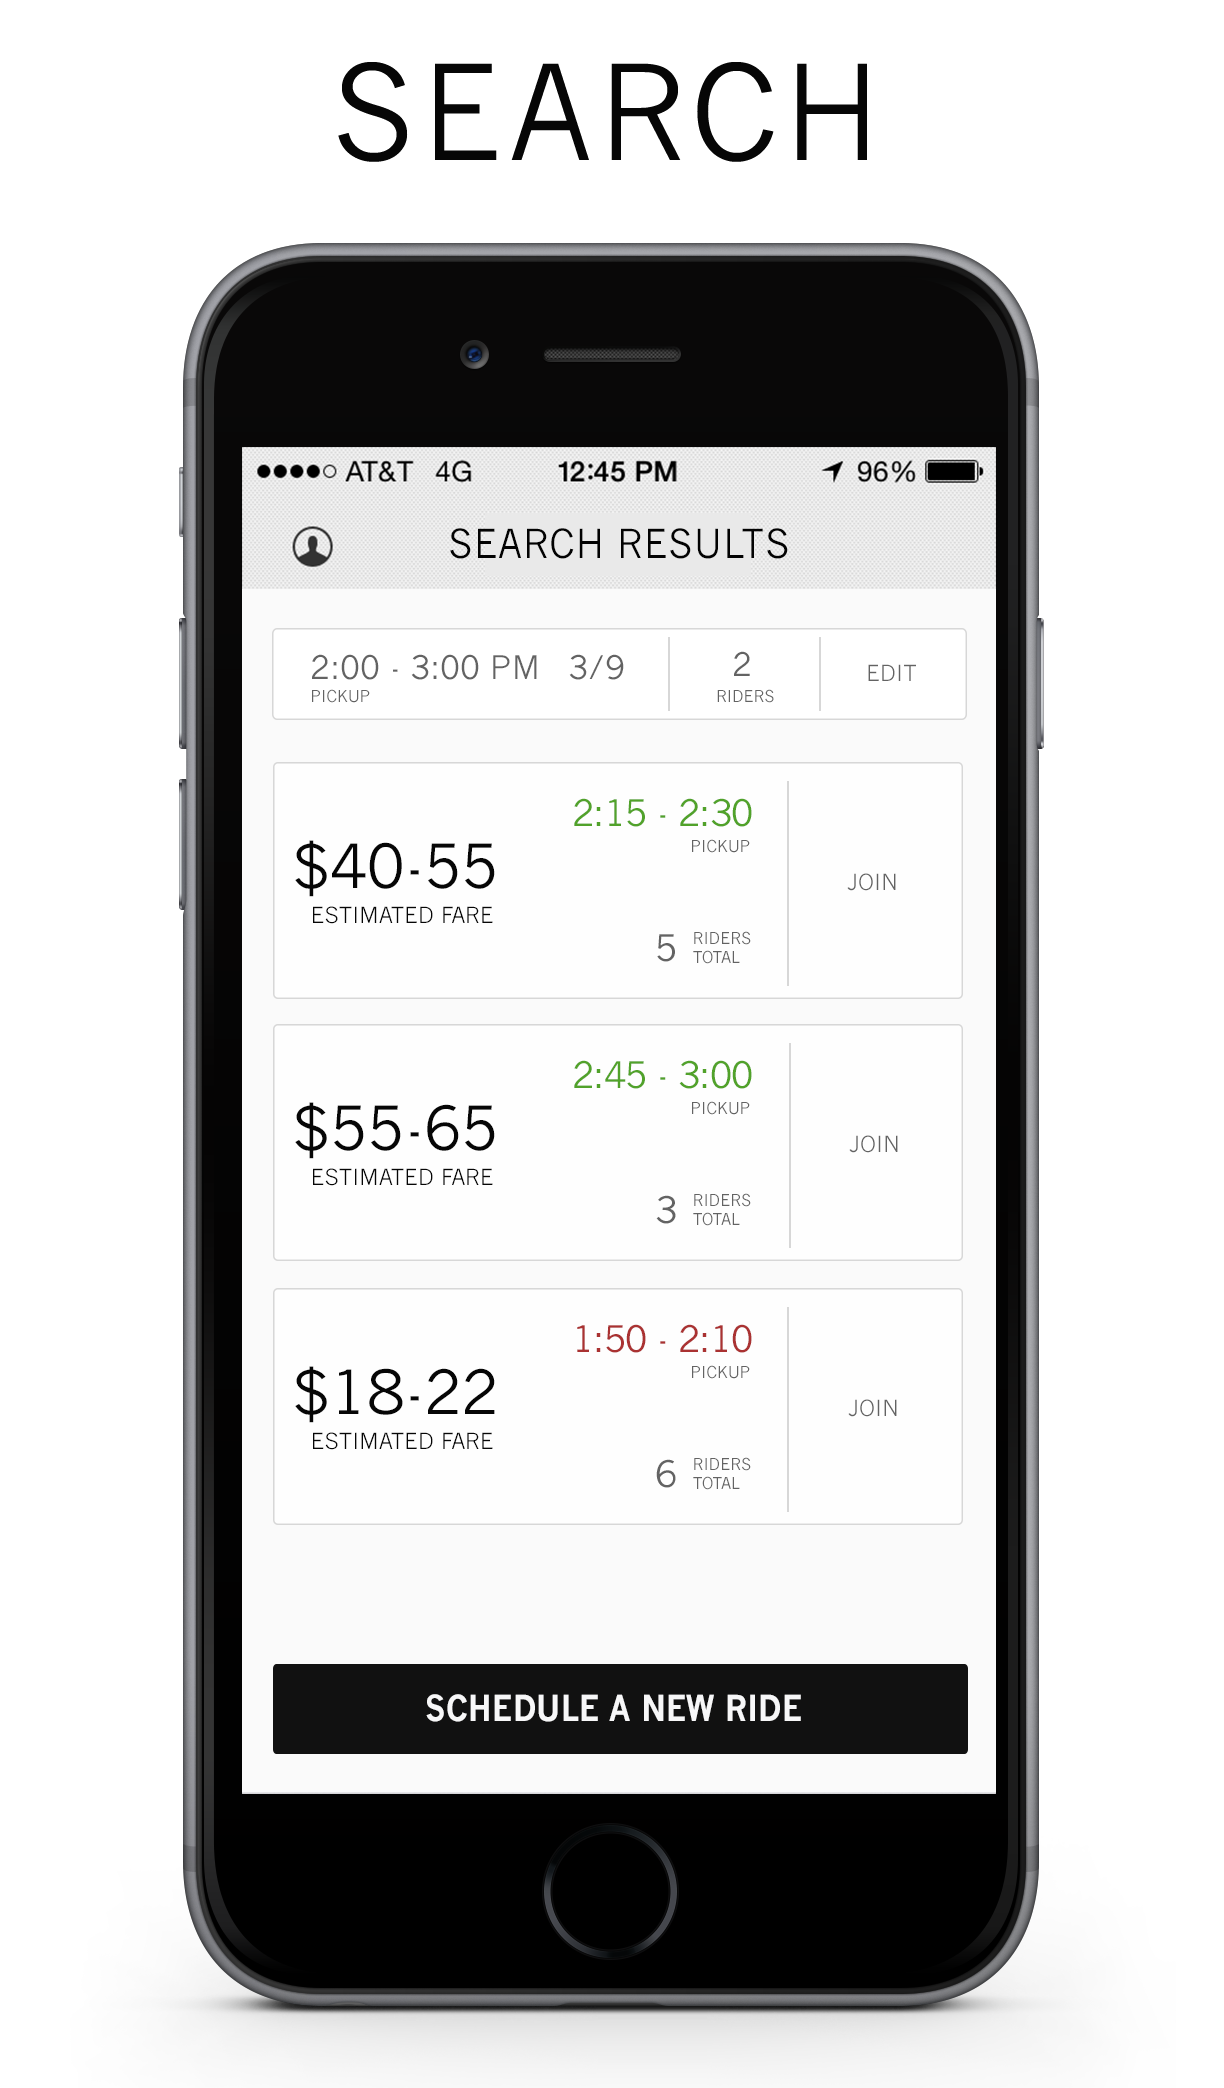 SEARCH
AT&T 4G 12:45 PM 96%
SEARCH RESULTS
2:00 - 3:00 PM 3/9
PICKUP
2
RIDERS
EDIT
$40-55
ESTIMATED FARE
2:15 - 2:30
PICKUP
5 RIDERS
TOTAL
JOIN
$55-65
ESTIMATED FARE
2:45 - 3:00
PICKUP
3 RIDERS
TOTAL
JOIN
$18-22
ESTIMATED FARE
1:50 - 2:10
PICKUP
6 RIDERS
TOTAL
JOIN
SCHEDULE A NEW RIDE